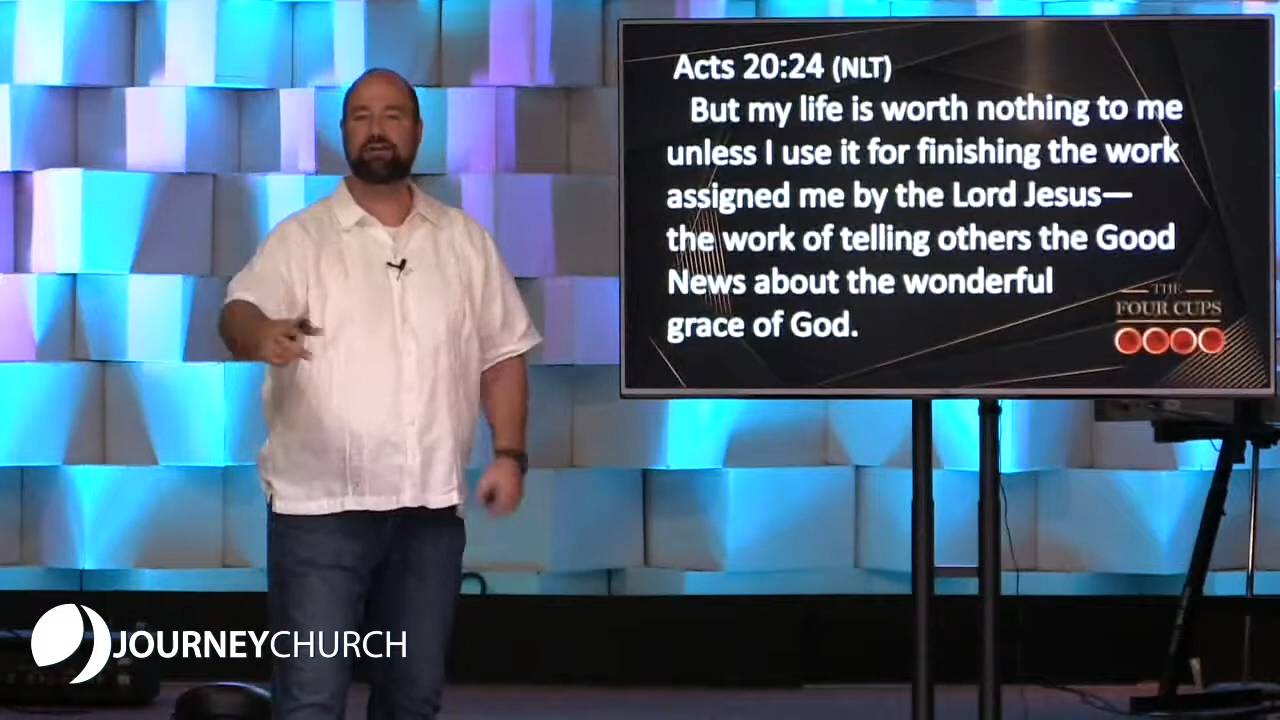 Acts 20:24 (NLT)
But my life is worth nothing to me
unless I use it for finishing the work
assigned me by the Lord Jesus—
the work of telling others the Good
News about the wonderful
grace of God.
THE
FOUR CUPS
JOURNEYCHURCH